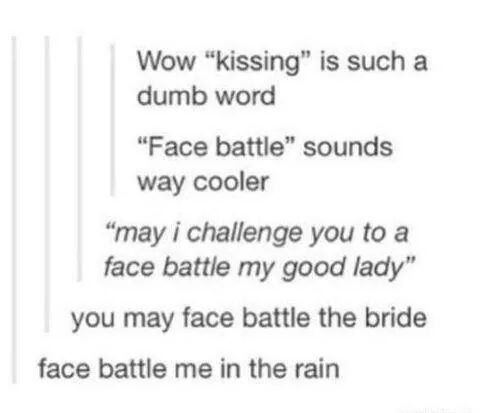 Wow “kissing” is such a
dumb word
“Face battle” sounds
way cooler
“may i challenge you to a
face battle my good lady”
you may face battle the bride
face battle me in the rain